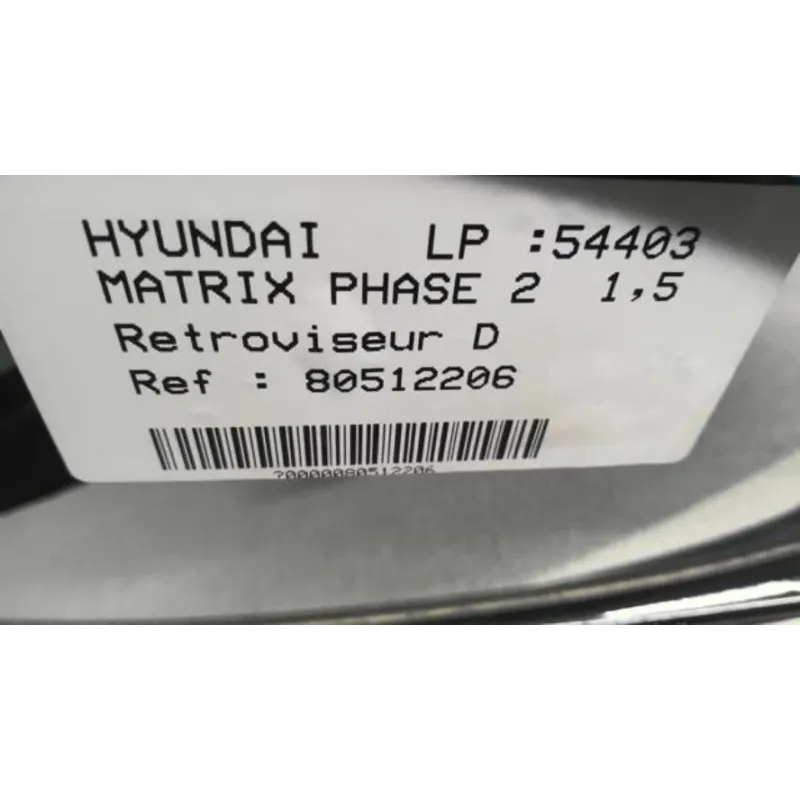 HYUNDAI LP :54403
MATRIX PHASE 2 1,5
Retroviseur D
Ref : 80512206